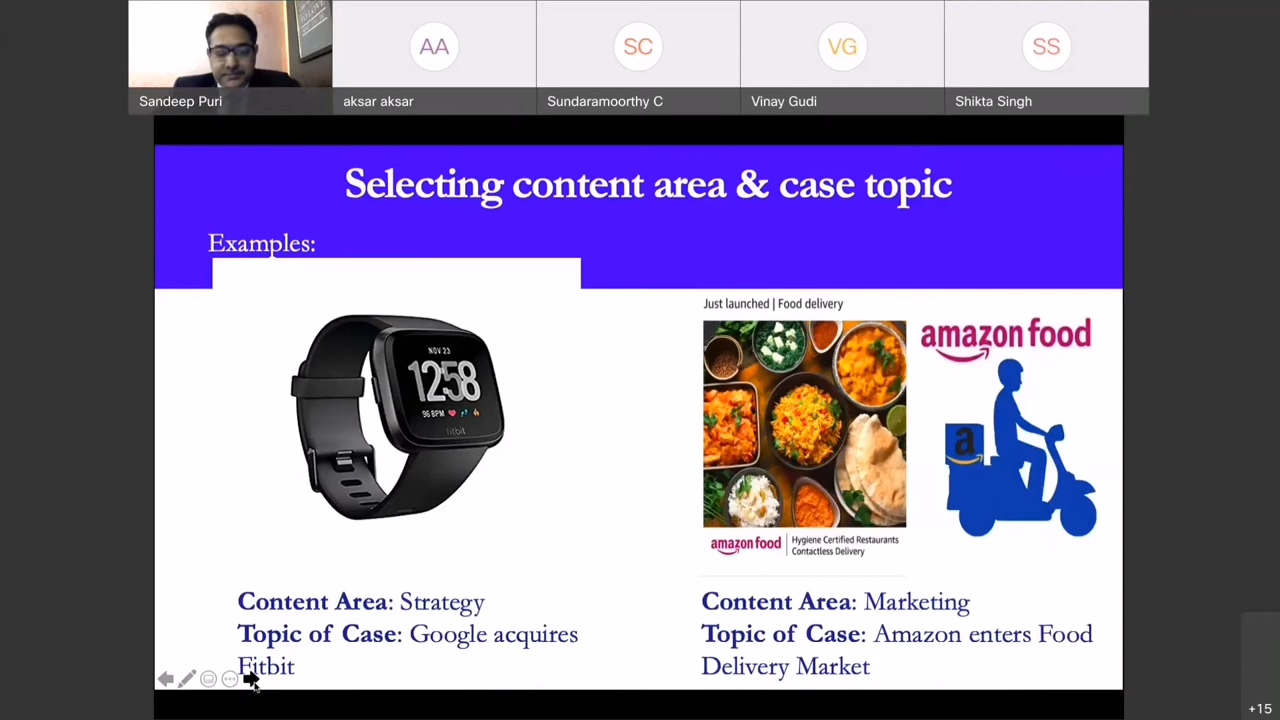 AA
SC
VG
SS
Sandeep Puri
aksar aksar
Sundaramoorthy C
Vinay Gudi
Shikta Singh
Selecting content area & case topic
Examples:
NOV 23
12:58
96 BPM
fitbit
Just launched | Food delivery
amazon food
a
amazon food
Hygiene Certified Restaurants
Contactless Delivery
Content Area: Strategy
Topic of Case: Google acquires
Fitbit
Content Area: Marketing
Topic of Case: Amazon enters Food
Delivery Market
+15